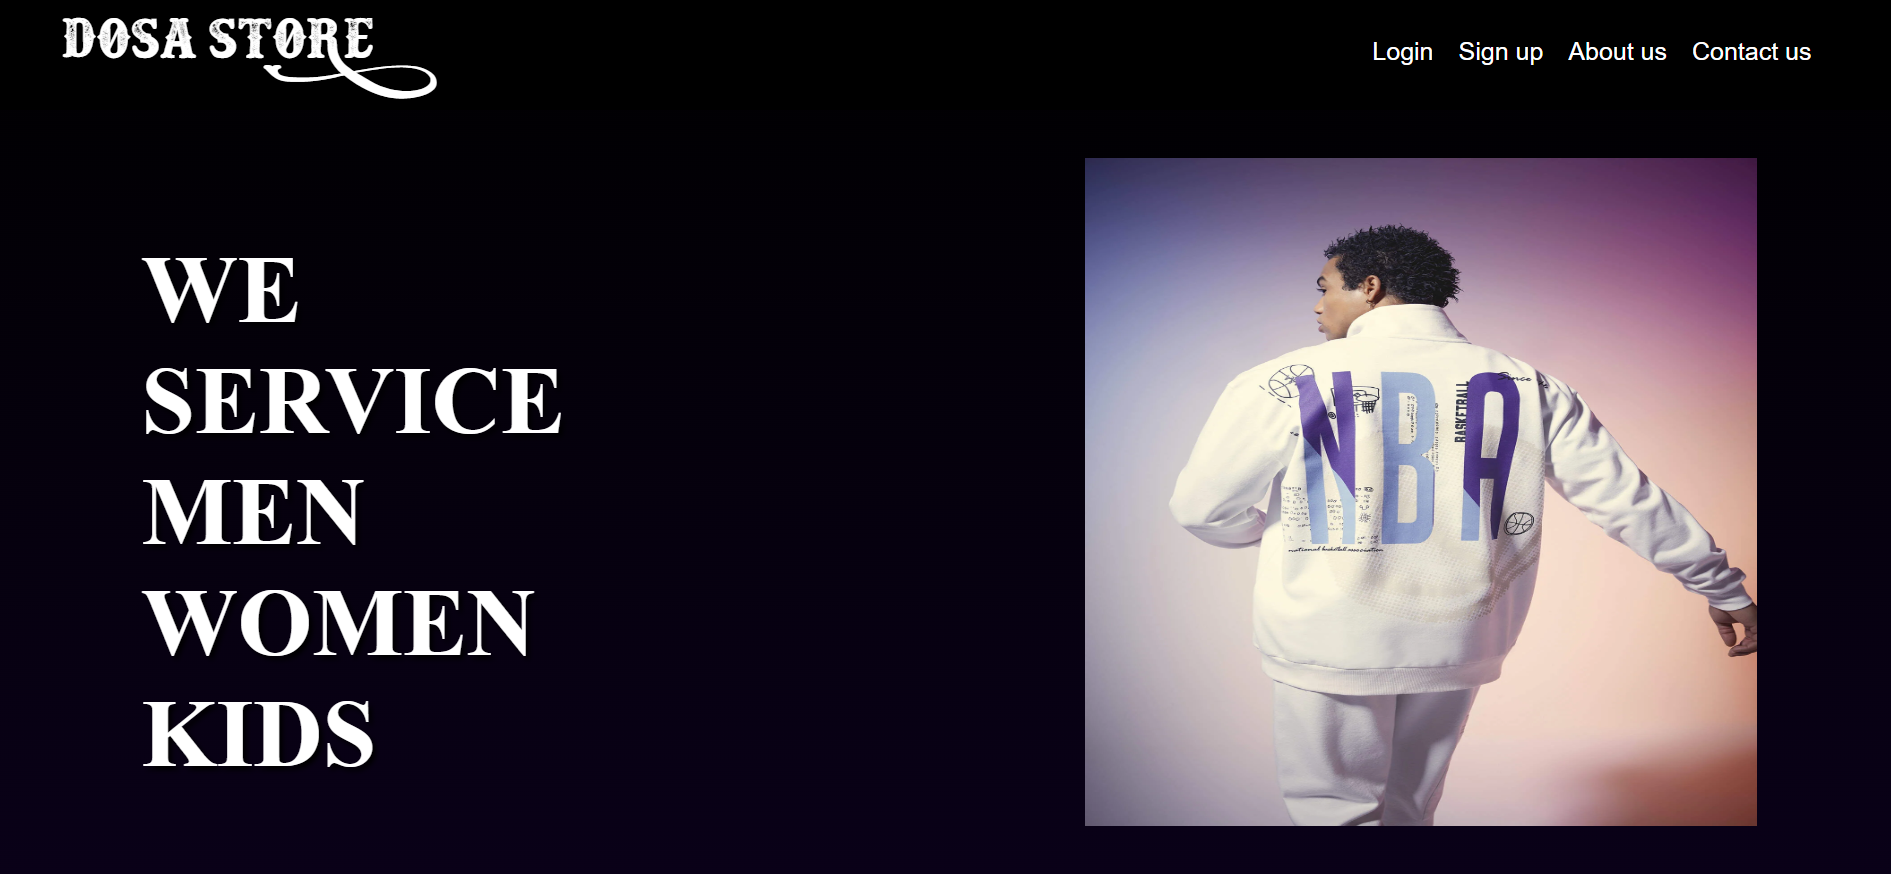 DOSA STORE
Login Sign up About us Contact us
WE
SERVICE
MEN
WOMEN
KIDS
NBA
BASKETBALL
Since
national basketball association